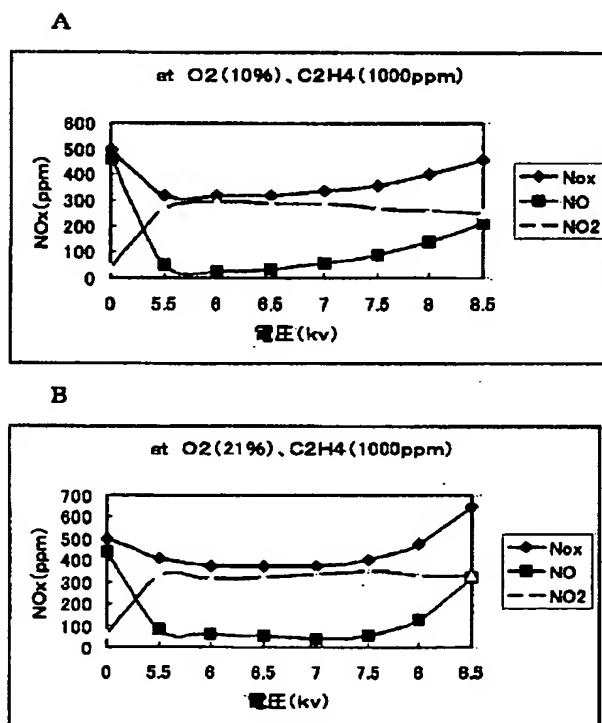 A
at O2(10%)、C2H4(1000ppm)
600
500
400
300
200
100
0
NOx(ppm)
0 5.5 6 6.5 7 7.5 8 8.5
電圧(kv)
Nox
NO
NO2
B
at O2(21%)、C2H4(1000ppm)
700
600
500
400
300
200
100
0
NOx(ppm)
0 5.5 6 6.5 7 7.5 8 8.5
電圧(kv)
Nox
NO
NO2